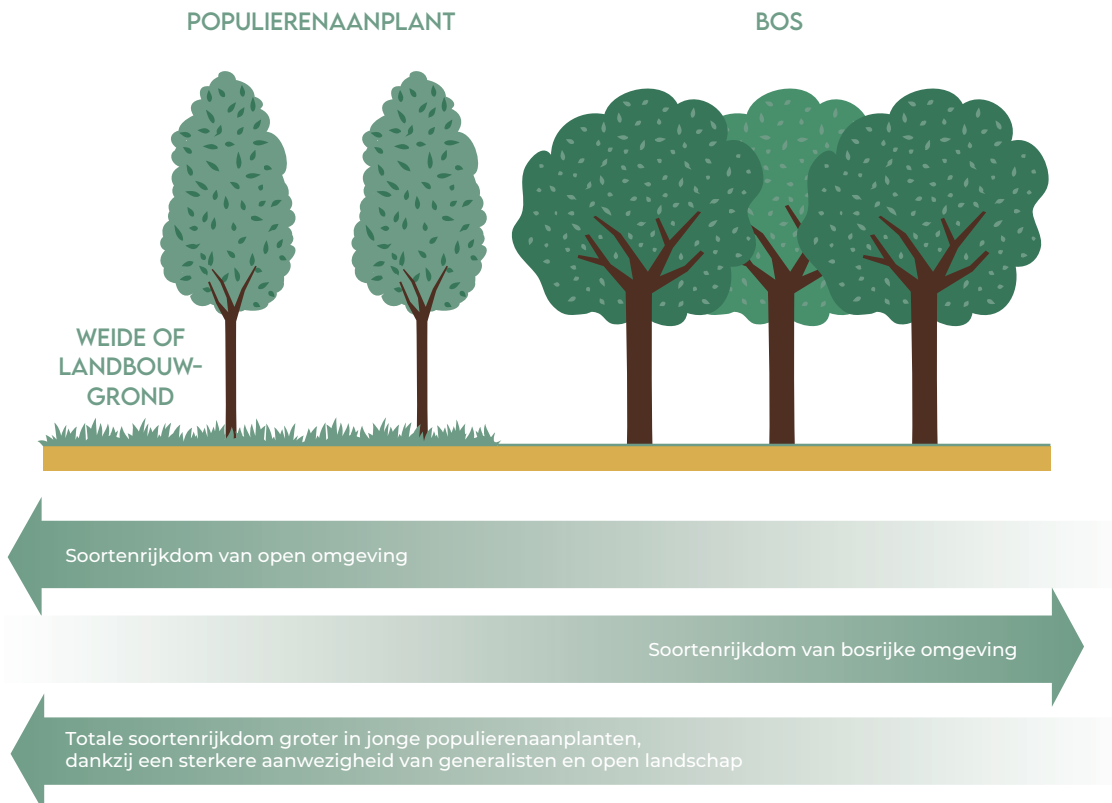 POPULIERENAANPLANT
BOS
WEIDE OF
LANDBOUW-
GROND
Soortenrijkdom van open omgeving
Soortenrijkdom van bosrijke omgeving
Totale soortenrijkdom groter in jonge populierenaanplanten,
dankzij een sterkere aanwezigheid van generalisten en open landschap